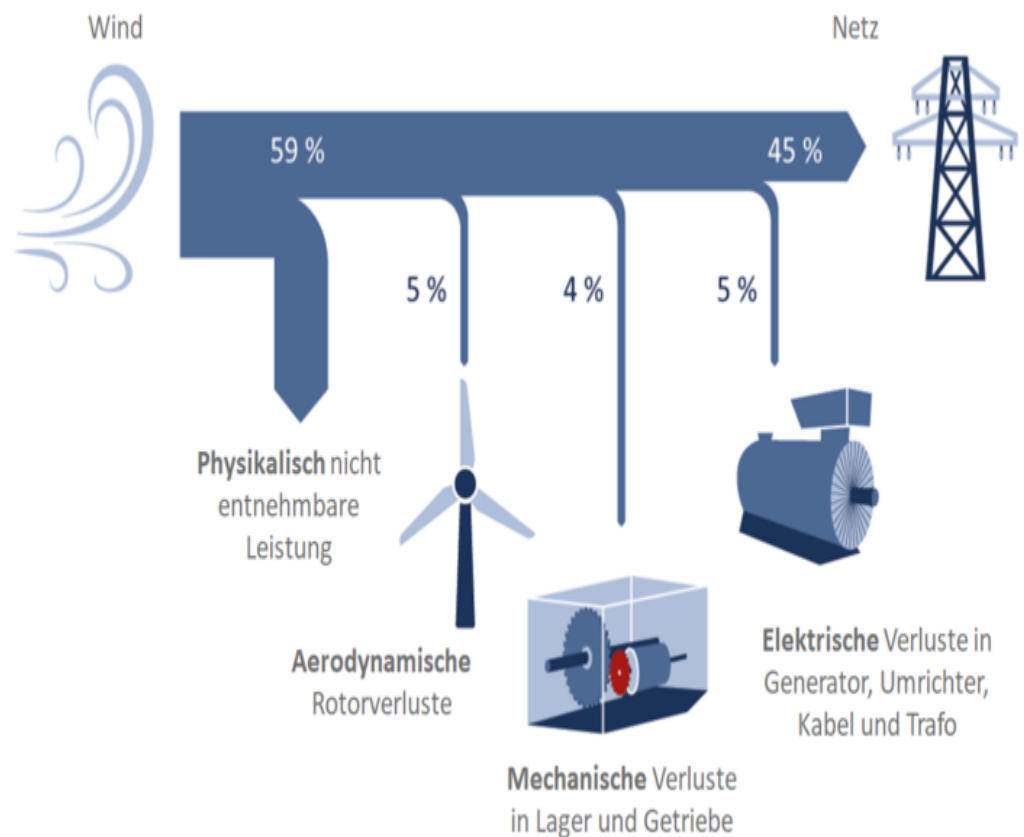 Wind
Netz
59 %
45 %
5 %
4 %
5 %
Physikalisch nicht
entnehmbare
Leistung
Aerodynamische
Rotorverluste
Mechanische Verluste
in Lager und Getriebe
Elektrische Verluste in
Generator, Umrichter,
Kabel und Trafo